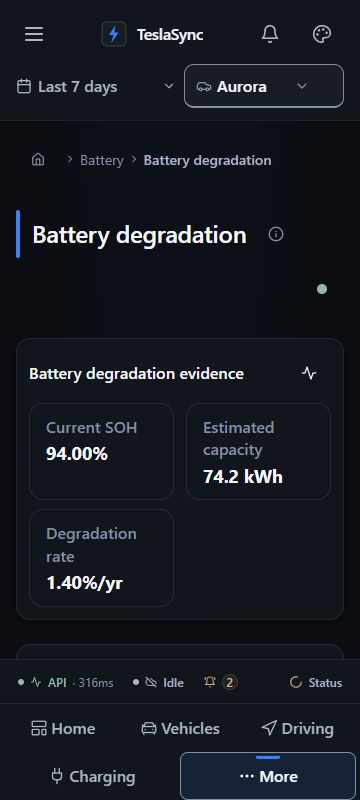 TeslaSync
Last 7 days
Aurora
Battery
Battery degradation
Battery degradation
Battery degradation evidence
Current SOH
94.00%
Estimated
capacity
74.2 kWh
Degradation
rate
1.40%/yr
API · 316ms
Idle
2
Status
Home
Vehicles
Driving
Charging
More